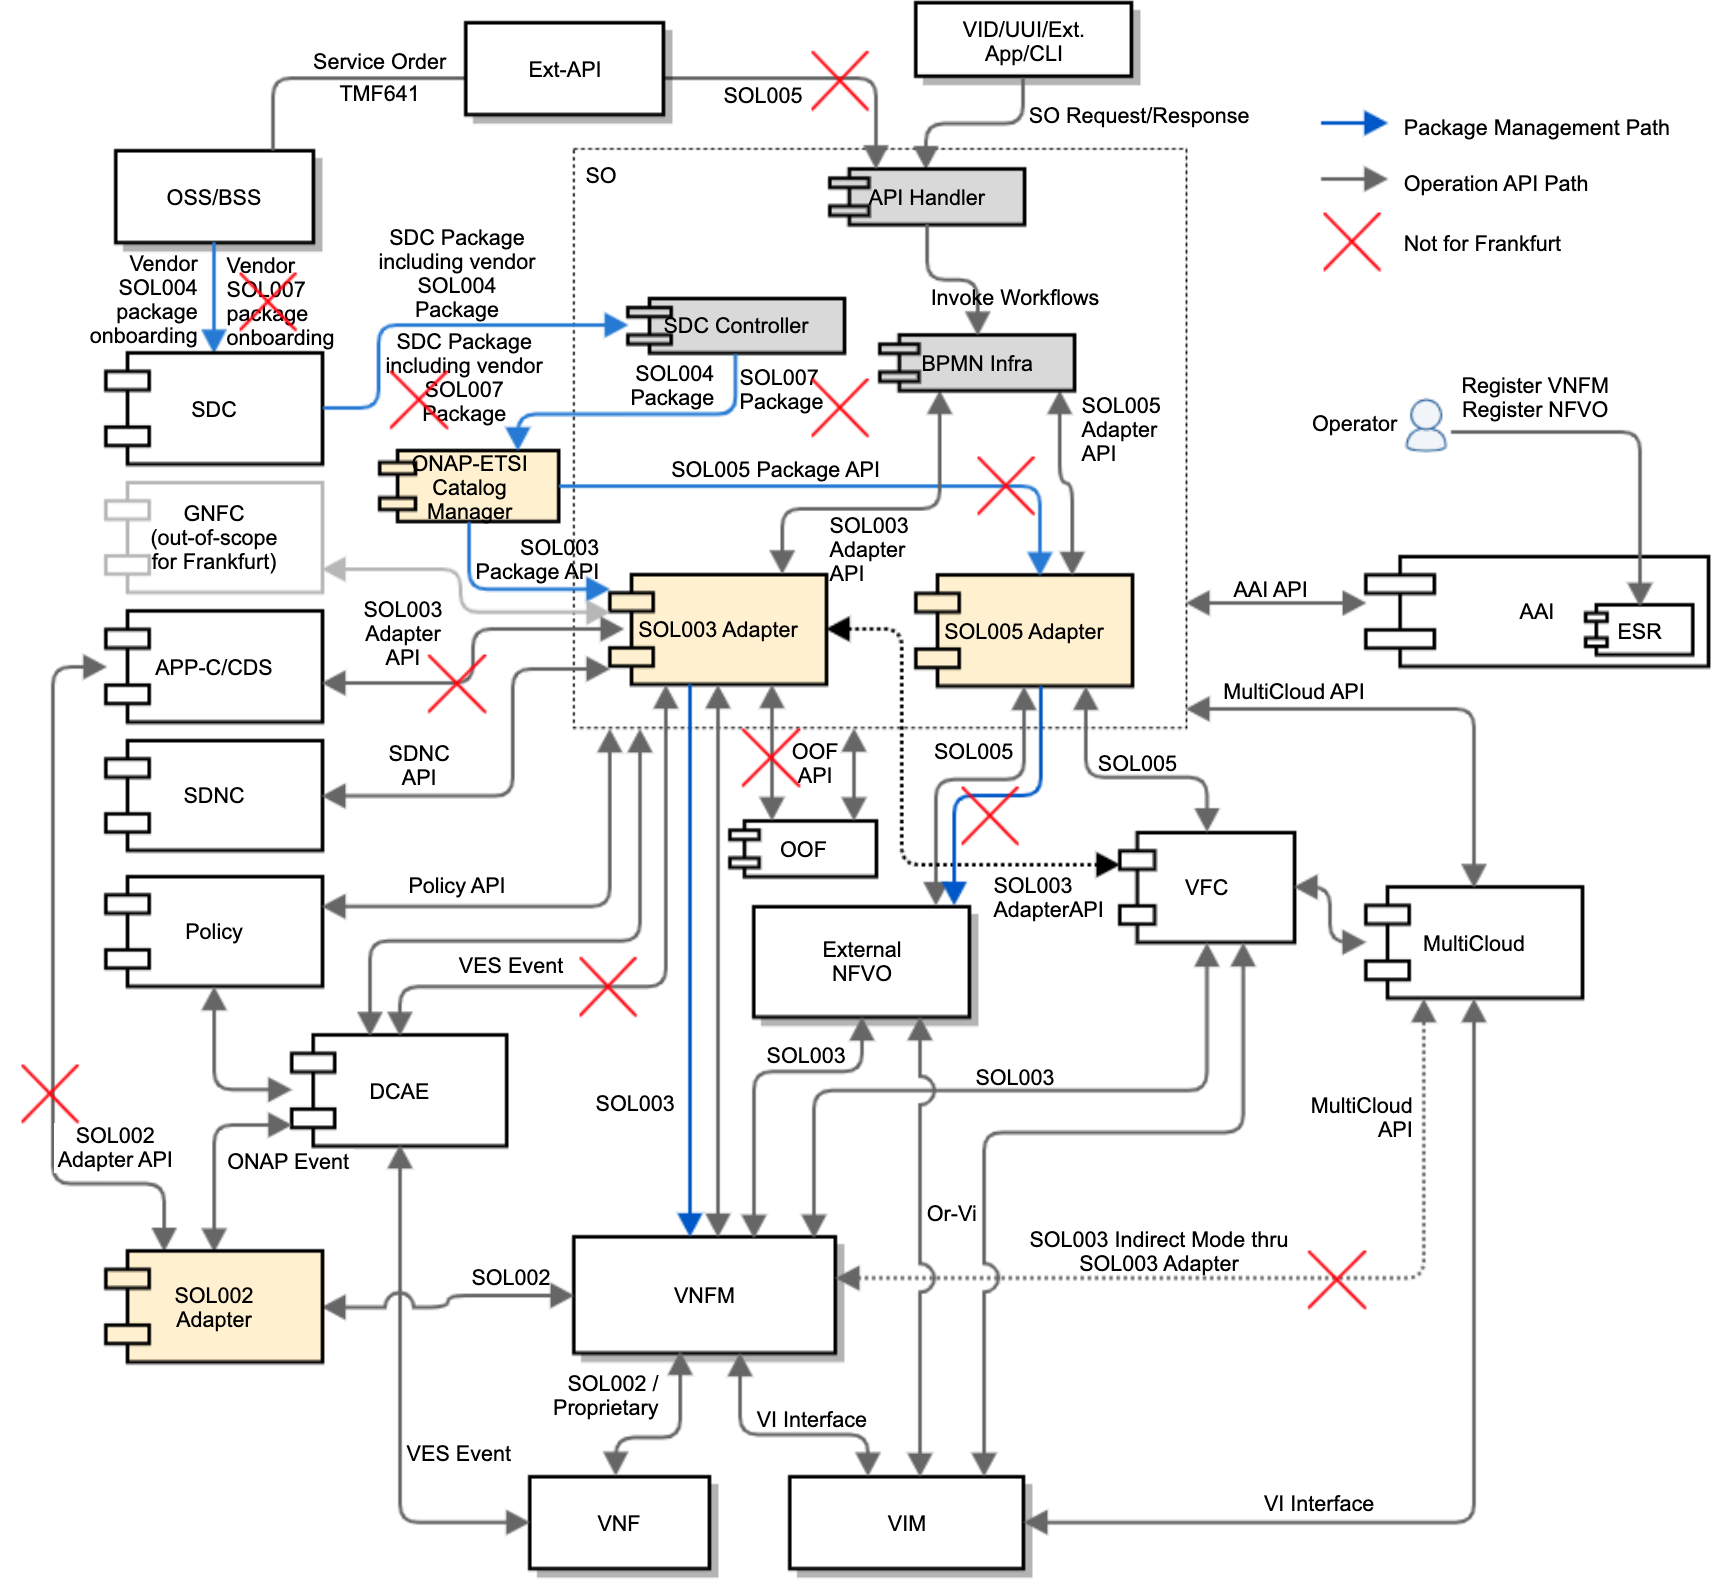 VID/UUI/Ext.
App/CLI
Service Order
TMF641
Ext-API
SOL005
SO Request/Response
Package Management Path
Operation API Path
Not for Frankfurt
OSS/BSS
SO
API Handler
Vendor
SOL004
package
onboarding
Vendor
SOL007
package
onboarding
SDC Package
including vendor
SOL004
Package
SDC Package
including vendor
SOL007
Package
Invoke Workflows
SDC Controller
BPMN Infra
SOL004
Package
SOL007
Package
SOL005
Adapter
API
SDC
Register VNFM
Register NFVO
Operator
ONAP-ETSI
Catalog
Manager
SOL005 Package API
GNFC
(out-of-scope
for Frankfurt)
SOL003
Package API
SOL003
Adapter
API
SOL003
Adapter
API
SOL003 Adapter
SOL005 Adapter
AAI API
AAI
ESR
APP-C/CDS
MultiCloud API
SDNC
API
SDNC
OOF
API
SOL005
SOL005
OOF
Policy API
Policy
SOL003
AdapterAPI
VFC
MultiCloud
VES Event
External
NFVO
DCAE
SOL003
SOL003
SOL003
MultiCloud
API
SOL002
Adapter API
ONAP Event
Or-Vi
SOL003 Indirect Mode thru
SOL003 Adapter
SOL002
Adapter
SOL002
VNFM
SOL002 /
Proprietary
VI Interface
VES Event
VNF
VIM
VI Interface